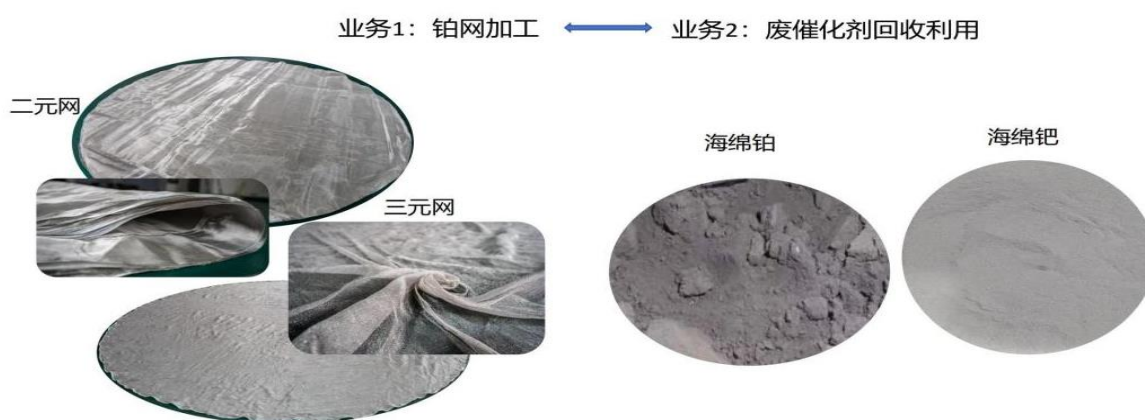 业务1：铂网加工
业务2：废催化剂回收利用
二元网
海绵铂
海绵钯
三元网